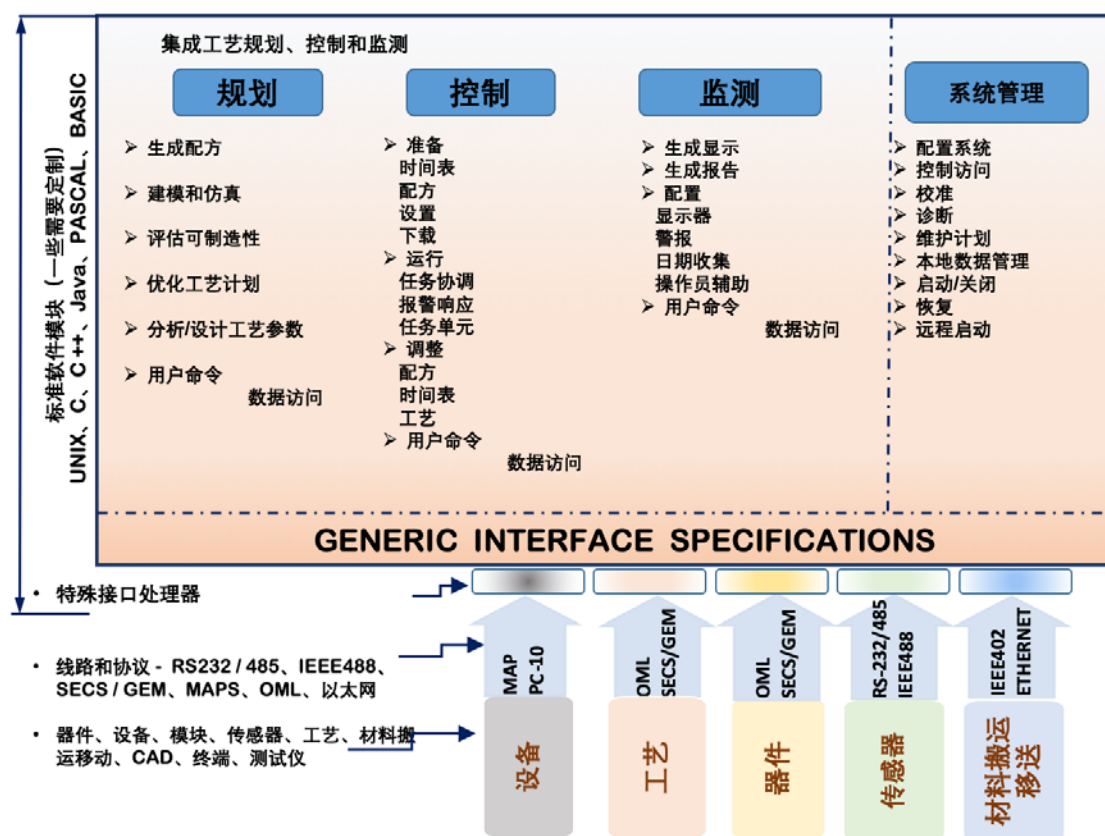 集成工艺规划、控制和监测
规划
➢ 生成配方
➢ 建模和仿真
➢ 评估可制造性
➢ 优化工艺计划
➢ 分析/设计工艺参数
➢ 用户命令
数据访问
控制
➢ 准备
时间表
配方
设置
下载
➢ 运行
任务协调
报警响应
任务单元
➢ 调整
配方
时间表
工艺
➢ 用户命令
数据访问
监测
➢ 生成显示
➢ 生成报告
➢ 配置
显示器
警报
日期收集
操作员辅助
➢ 用户命令
数据访问
系统管理
➢ 配置系统
➢ 控制访问
➢ 校准
➢ 诊断
➢ 维护计划
➢ 本地数据管理
➢ 启动/关闭
➢ 恢复
➢ 远程启动
标准软件模块（一些需要定制）
UNIX、C、C ++、Java、PASCAL、BASIC
GENERIC INTERFACE SPECIFICATIONS
• 特殊接口处理器
• 线路和协议 - RS232 / 485、IEEE488、
SECS / GEM、MAPS、OML、以太网
• 器件、设备、模块、传感器、工艺、材料搬
运移动、CAD、终端、测试仪
MAP
PC-10
设备
OML
SECS/GEM
工艺
OML
SECS/GEM
器件
RS-232/485
IEEE488
传感器
IEEE402
ETHERNET
材料搬运
移送